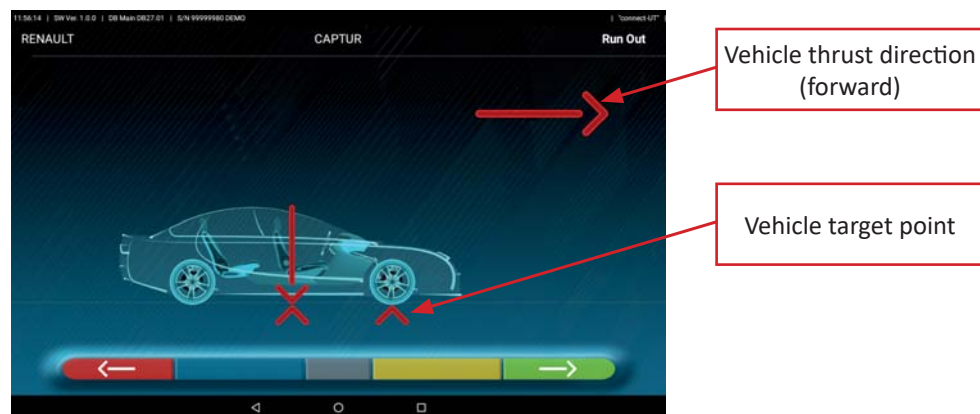 11:56:14 | SW Ver. 1.0.0 | DB Main DB27.01 | S/N 99999980 DEMO | "connect-UT" |
RENAULT CAPTUR Run Out
Vehicle thrust direction
(forward)
Vehicle target point